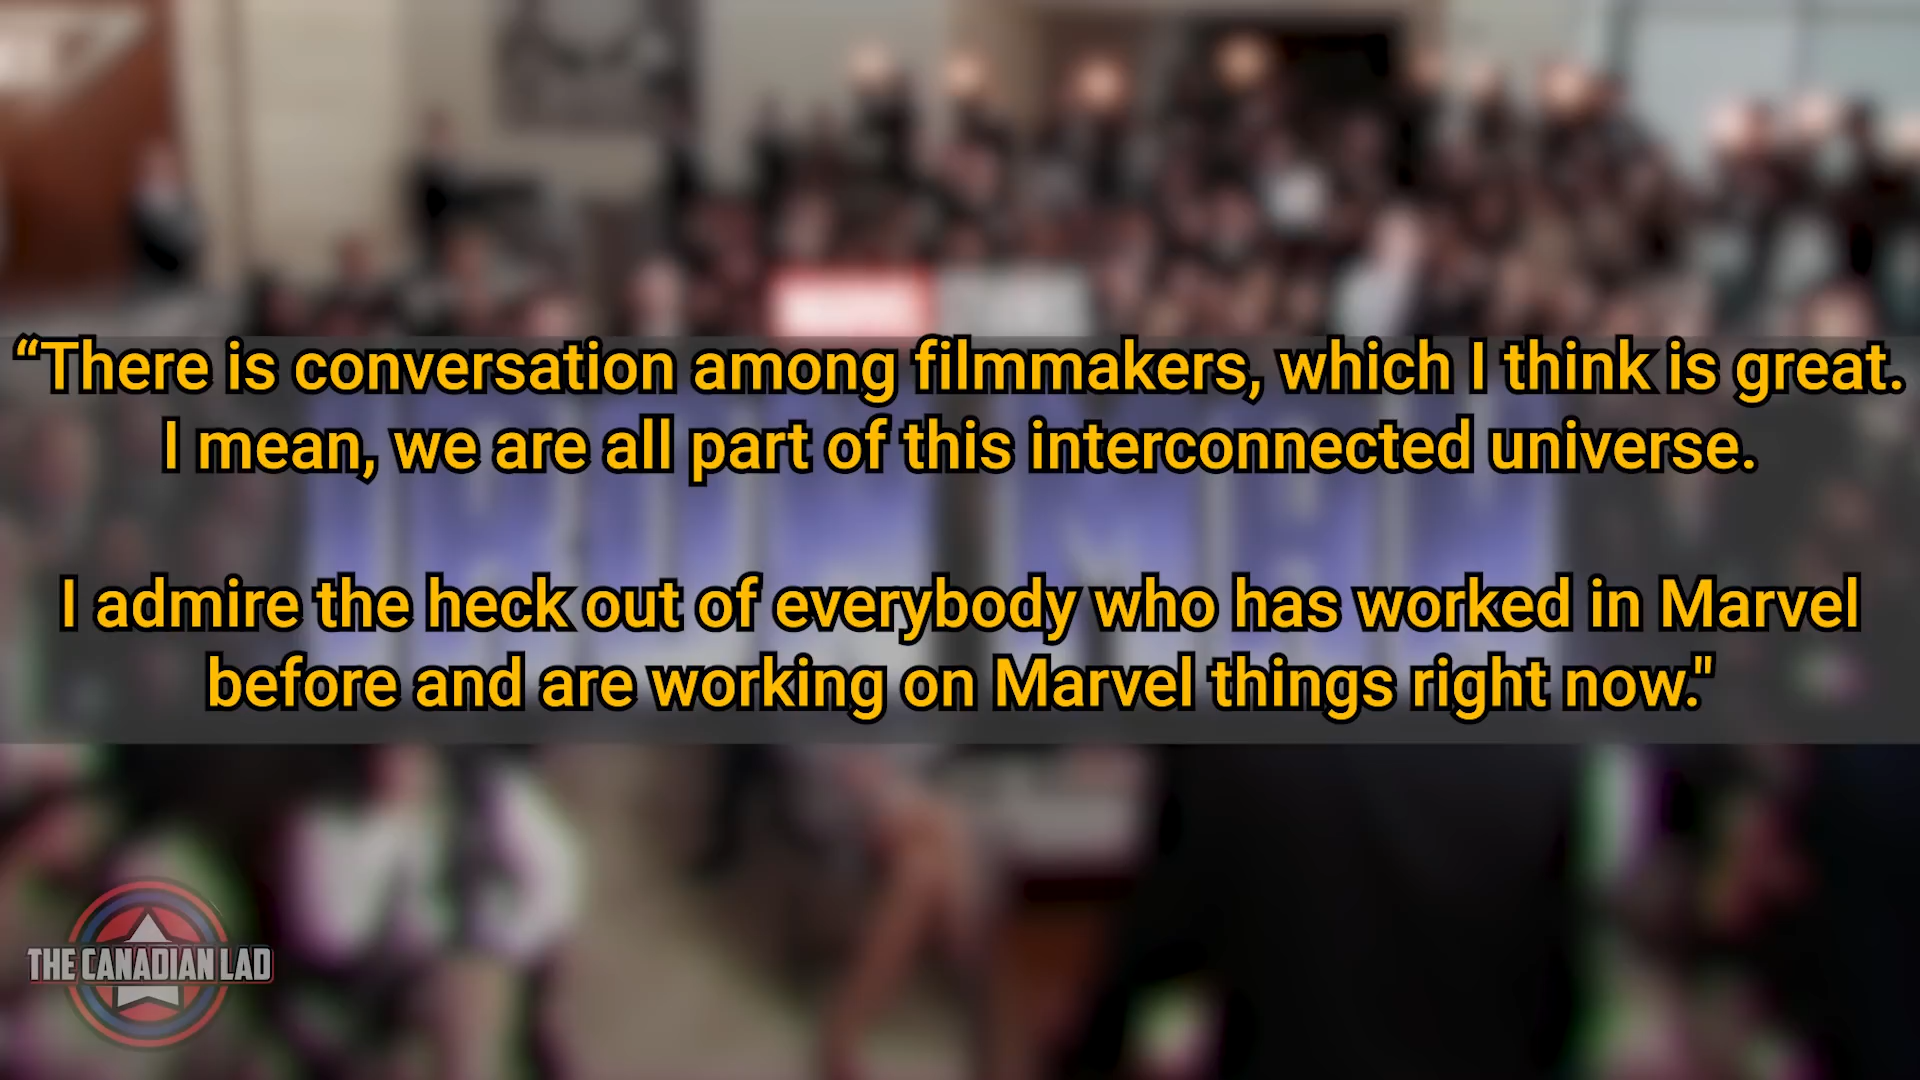 “There is conversation among filmmakers, which I think is great.
I mean, we are all part of this interconnected universe.
I admire the heck out of everybody who has worked in Marvel
before and are working on Marvel things right now."
THE CANADIAN LAD